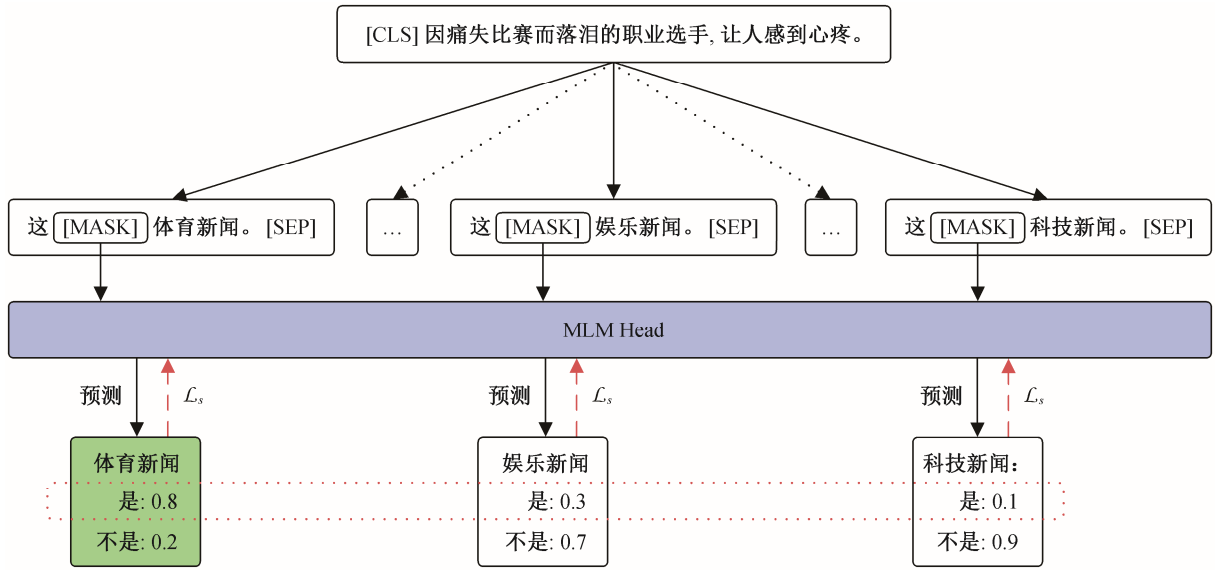 [CLS] 因痛失比赛而落泪的职业选手, 让人感到心疼。
这 [MASK] 体育新闻。 [SEP]
…
这 [MASK] 娱乐新闻。 [SEP]
…
这 [MASK] 科技新闻。 [SEP]
MLM Head
预测
ℒs
预测
ℒs
预测
ℒs
体育新闻
是: 0.8
不是: 0.2
娱乐新闻
是: 0.3
不是: 0.7
科技新闻:
是: 0.1
不是: 0.9